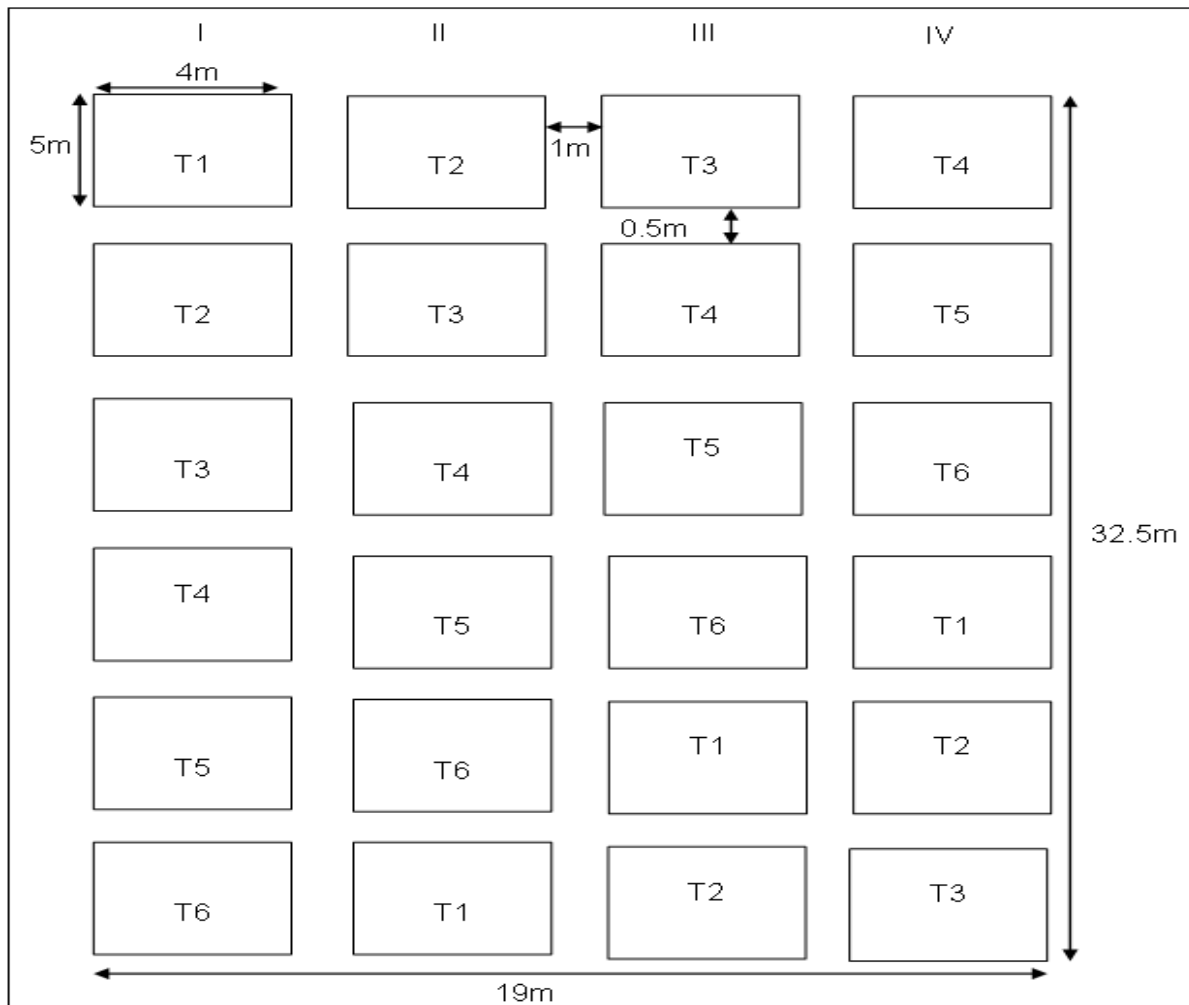 I II III IV
4m
5m
1m
T1 T2 T3 T4
0.5m
T2 T3 T4 T5
T3 T4 T5 T6
32.5m
T4 T5 T6 T1
T5 T6 T1 T2
T6 T1 T2 T3
19m